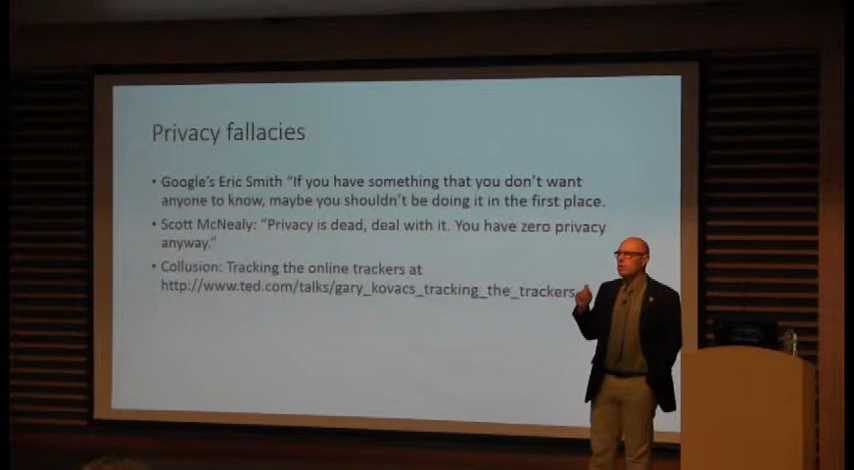 Privacy fallacies
• Google's Eric Smith "If you have something that you don't want
anyone to know, maybe you shouldn't be doing it in the first place.
• Scott McNealy: "Privacy is dead, deal with it. You have zero privacy
anyway."
• Collusion: Tracking the online trackers at
http://www.ted.com/talks/gary_kovacs_tracking_the_trackers